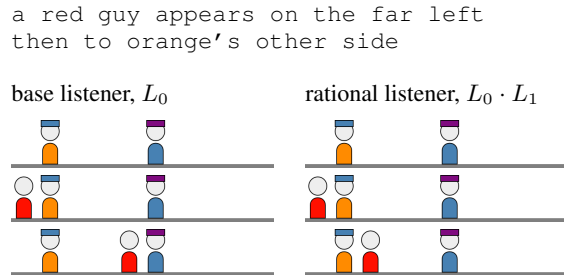 a red guy appears on the far left
then to orange's other side
base listener, L₀
rational listener, L₀ · L₁